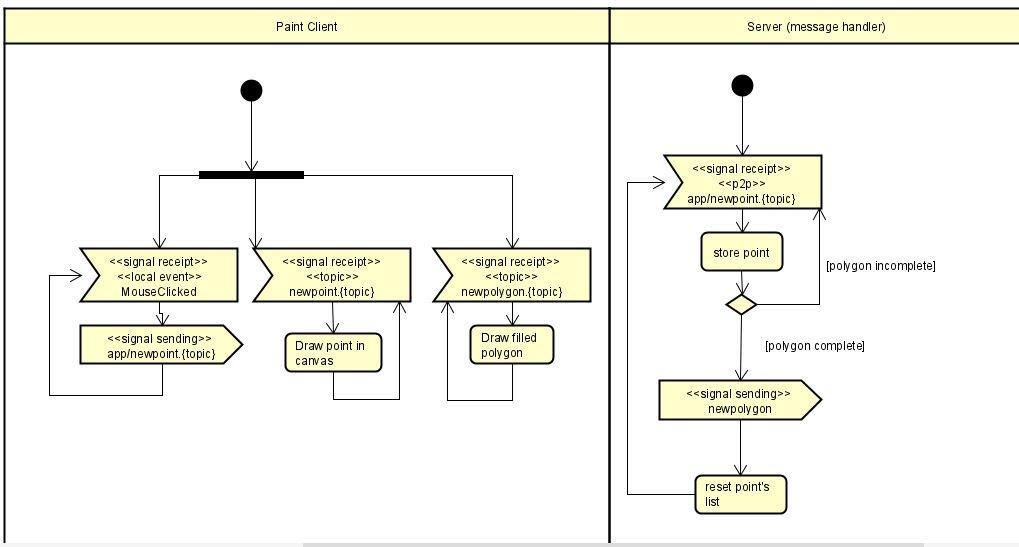 Paint Client
Server (message handler)
<<signal receipt>>
<<local event>>
MouseClicked
<<signal sending>>
app/newpoint.{topic}
<<signal receipt>>
<<topic>>
newpoint.{topic}
Draw point in
canvas
<<signal receipt>>
<<topic>>
newpolygon.{topic}
Draw filled
polygon
<<signal receipt>>
<<p2p>>
app/newpoint.{topic}
store point
[polygon incomplete]
[polygon complete]
<<signal sending>>
newpolygon
reset point's
list